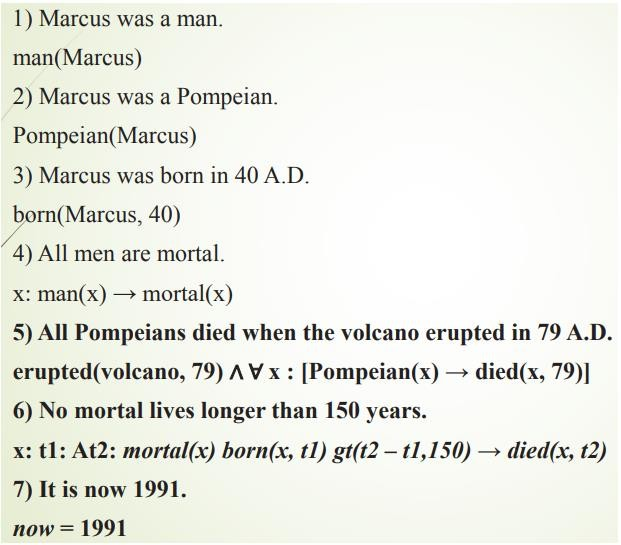 1) Marcus was a man.
man(Marcus)
2) Marcus was a Pompeian.
Pompeian(Marcus)
3) Marcus was born in 40 A.D.
born(Marcus, 40)
4) All men are mortal.
x: man(x) → mortal(x)
5) All Pompeians died when the volcano erupted in 79 A.D.
erupted(volcano, 79) ∧ ∀ x : [Pompeian(x) → died(x, 79)]
6) No mortal lives longer than 150 years.
x: t1: At2: mortal(x) born(x, t1) gt(t2 – t1,150) → died(x, t2)
7) It is now 1991.
now = 1991